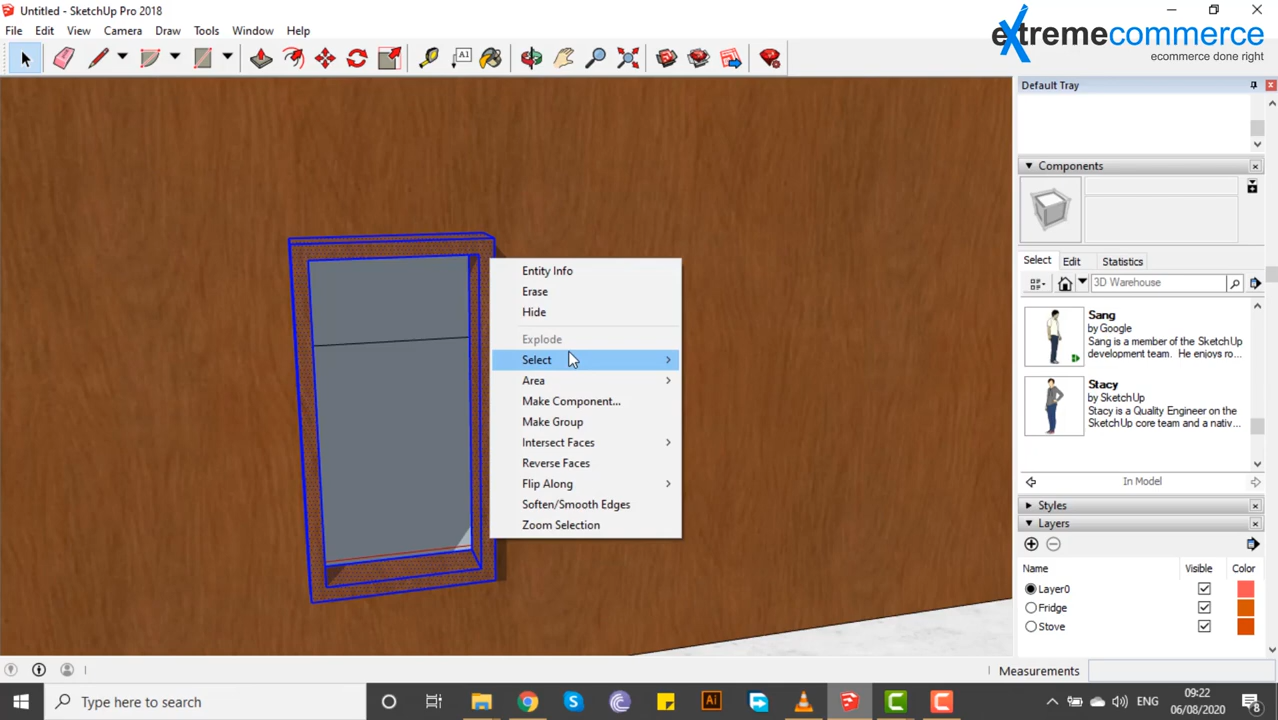 Untitled - SketchUp Pro 2018
extremecommerce
ecommerce done right
File Edit View Camera Draw Tools Window Help
A1
Default Tray
Components
Select Edit Statistics
3D Warehouse
Sang
by Google
Sang is a member of the SketchUp
development team. He enjoys ro...
Stacy
by SketchUp
Stacy is a Quality Engineer on the
SketchUp core team and a nativ...
In Model
Styles
Layers
Name Visible Color
Layer0
Fridge
Stove
Entity Info
Erase
Hide
Explode
Select
Area
Make Component...
Make Group
Intersect Faces
Reverse Faces
Flip Along
Soften/Smooth Edges
Zoom Selection
Measurements
Type here to search
Ai
ENG
09:22
06/08/2020
8